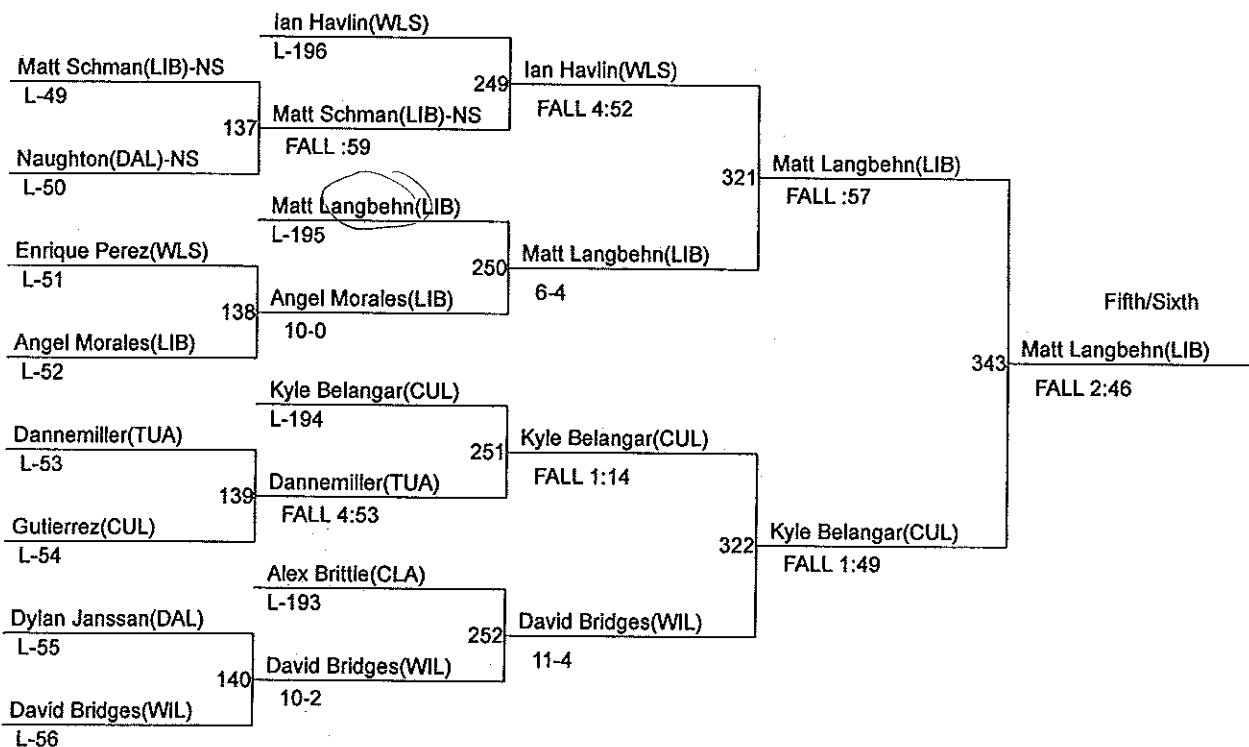 Ian Havlin(WLS)
L-196
Matt Schman(LIB)-NS
L-49
249
Ian Havlin(WLS)
FALL 4:52
137
Matt Schman(LIB)-NS
FALL :59
Naughton(DAL)-NS
L-50
321
Matt Langbehn(LIB)
FALL :57
Matt Langbehn(LIB)
L-195
Enrique Perez(WLS)
L-51
250
Matt Langbehn(LIB)
6-4
138
Angel Morales(LIB)
10-0
Fifth/Sixth
Angel Morales(LIB)
L-52
343
Matt Langbehn(LIB)
FALL 2:46
Kyle Belangar(CUL)
L-194
Dannemiller(TUA)
L-53
251
Kyle Belangar(CUL)
FALL 1:14
139
Dannemiller(TUA)
FALL 4:53
Gutierrez(CUL)
L-54
322
Kyle Belangar(CUL)
FALL 1:49
Alex Brittie(CLA)
L-193
Dylan Janssan(DAL)
L-55
252
David Bridges(WIL)
11-4
140
David Bridges(WIL)
10-2
David Bridges(WIL)
L-56